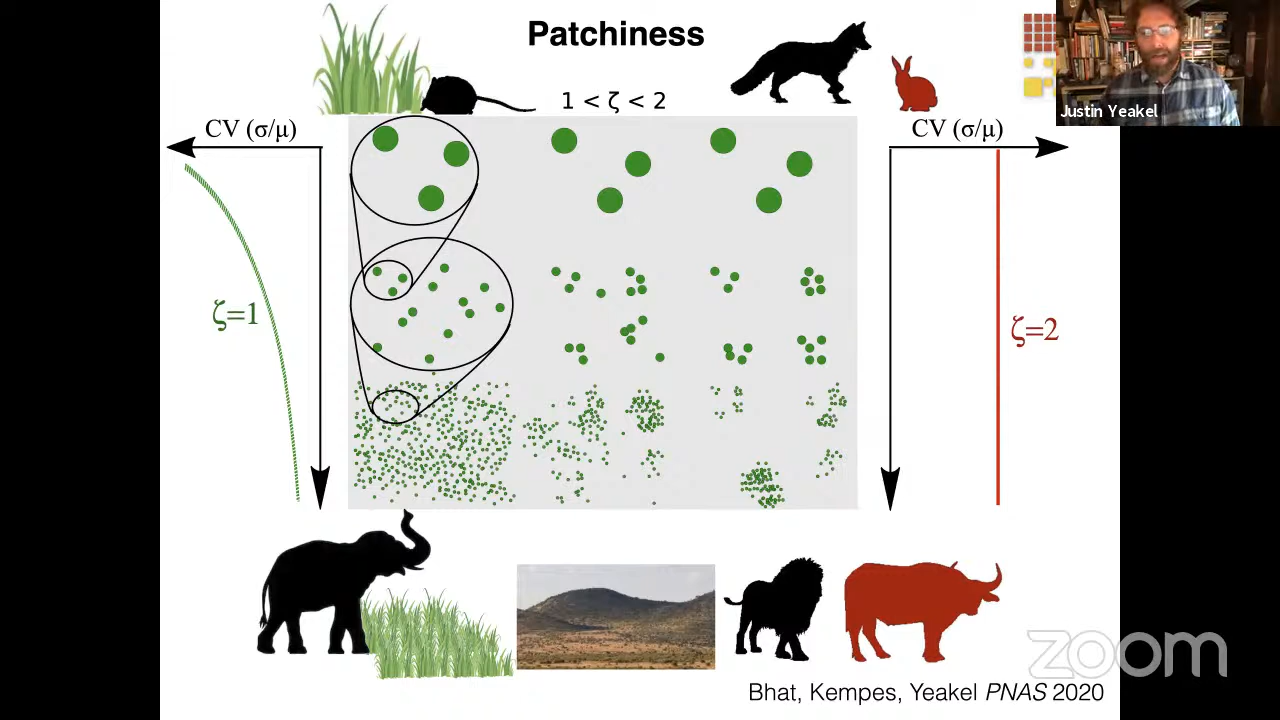 Patchiness
1 < ζ < 2
Justin Yeakel
CV (σ/μ)
CV (σ/μ)
ζ=1
ζ=2
zoom
Bhat, Kempes, Yeakel PNAS 2020